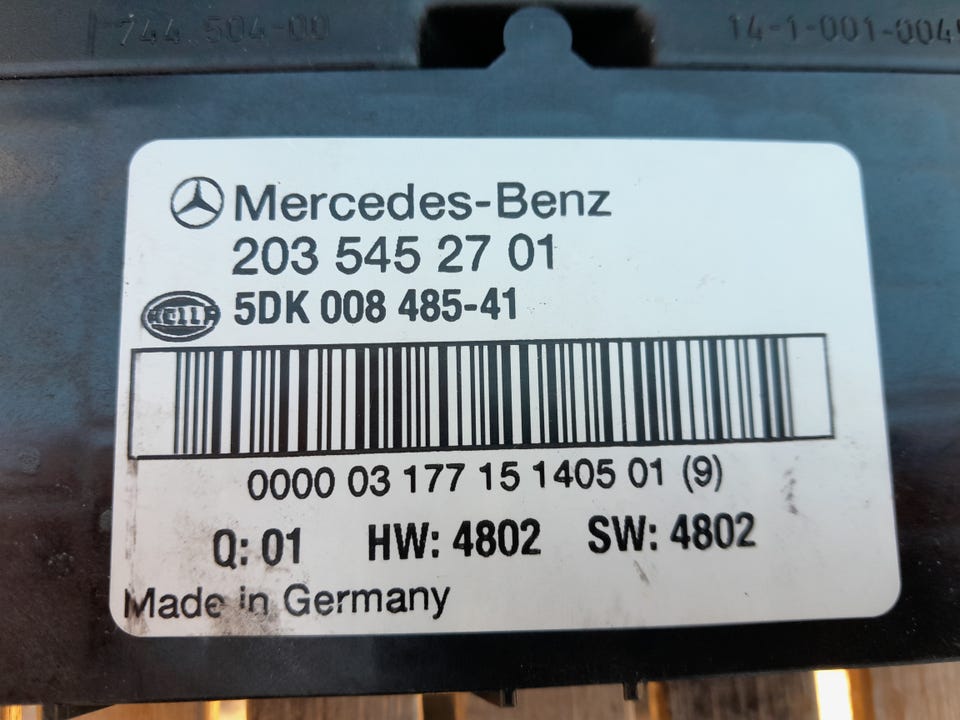 744 504-00
14-1-001-0045
Mercedes-Benz
203 545 27 01
HELLA
5DK 008 485-41
0000 03 177 15 1405 01 (9)
Q: 01 HW: 4802 SW: 4802
Made in Germany